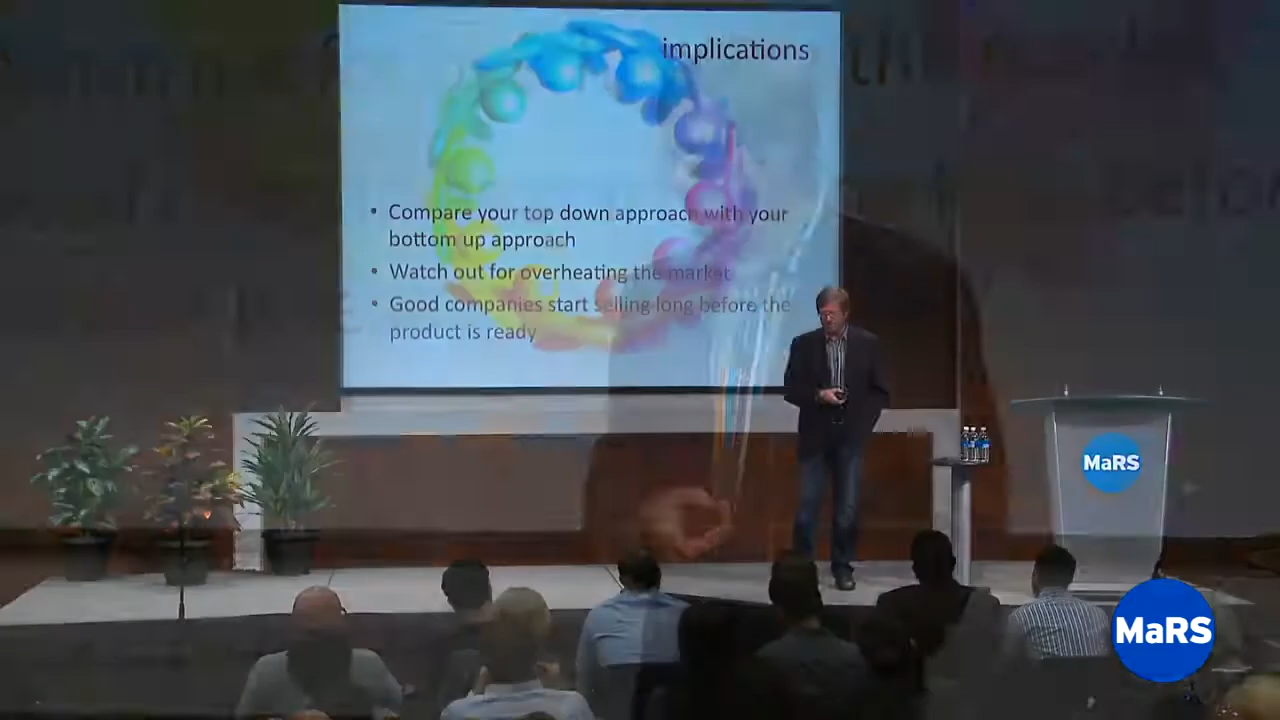 implications
• Compare your top down approach with your
bottom up approach
• Watch out for overheating the market
• Good companies start selling long before the
product is ready
MaRS
MaRS